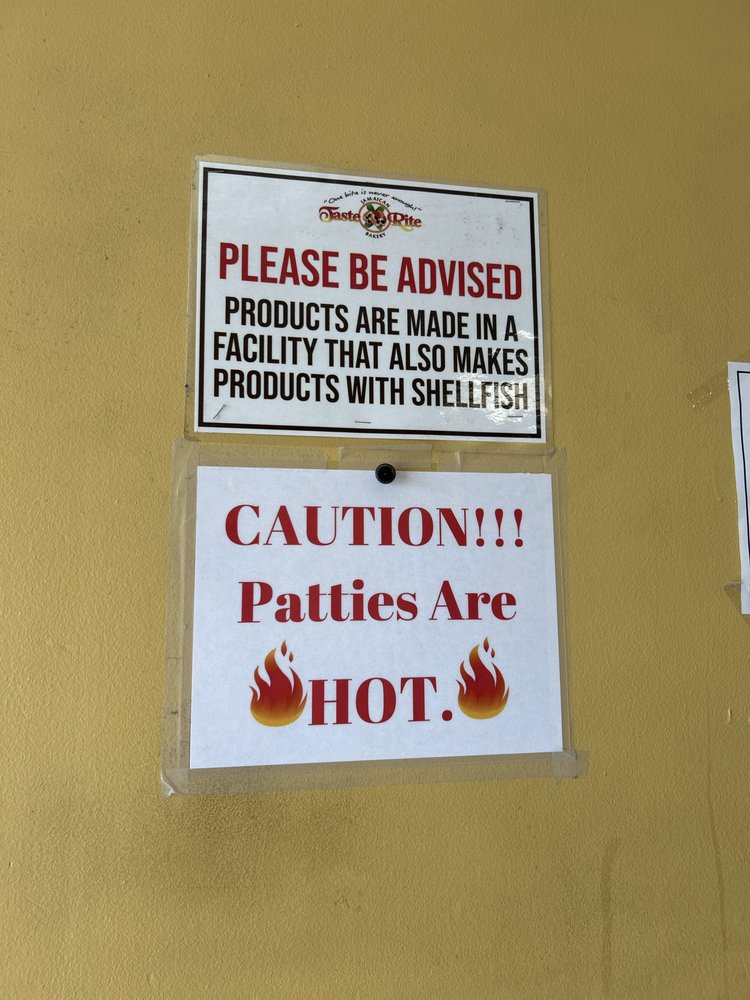 "One bite is never enough!"
JAMAICAN
Taste Rite
BAKERY
PLEASE BE ADVISED
PRODUCTS ARE MADE IN A
FACILITY THAT ALSO MAKES
PRODUCTS WITH SHELLFISH
CAUTION!!!
Patties Are
🔥HOT.🔥